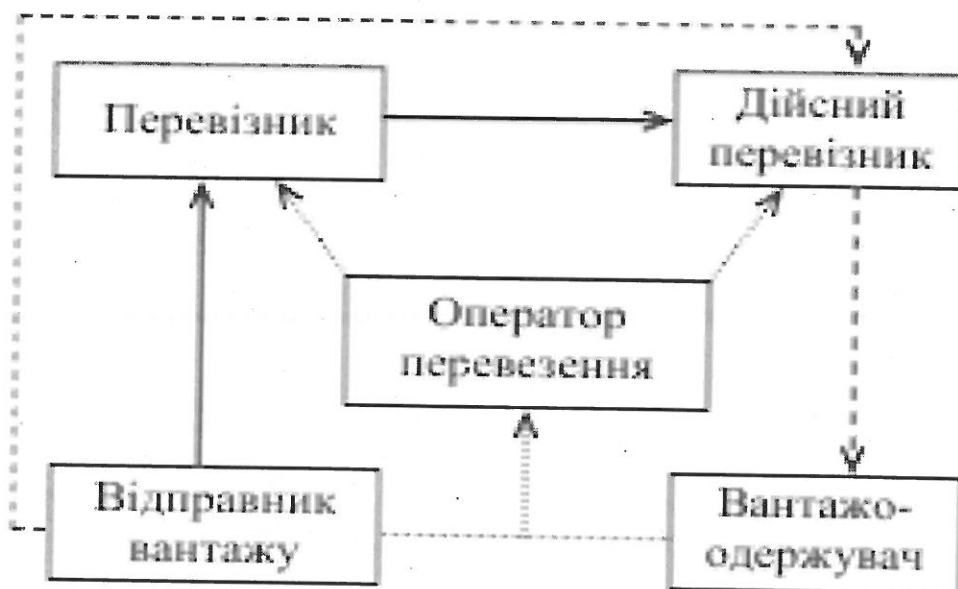 Перевізник
Дійсний
перевізник
Оператор
перевезення
Відправник
вантажу
Вантажо-
одержувач